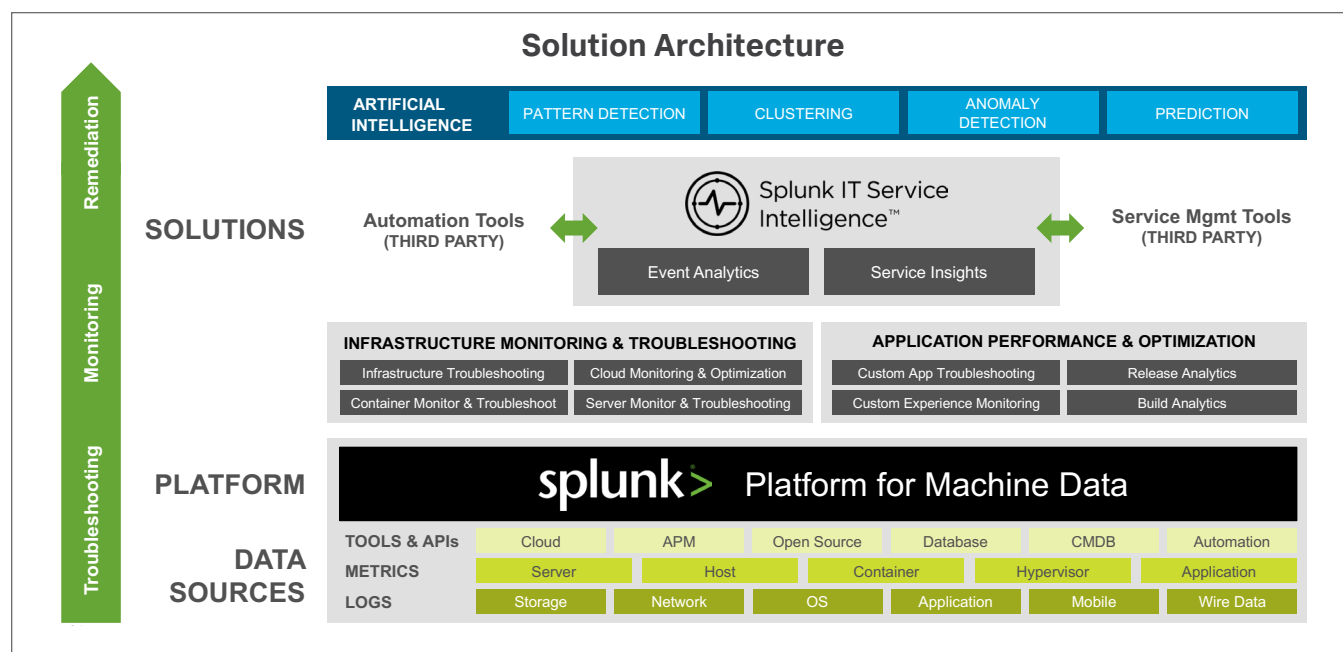 Solution Architecture
Remediation
Monitoring
Troubleshooting
ARTIFICIAL
INTELLIGENCE
PATTERN DETECTION
CLUSTERING
ANOMALY
DETECTION
PREDICTION
SOLUTIONS
Automation Tools
(THIRD PARTY)
Splunk IT Service
Intelligence™
Event Analytics
Service Insights
Service Mgmt Tools
(THIRD PARTY)
INFRASTRUCTURE MONITORING & TROUBLESHOOTING
Infrastructure Troubleshooting
Cloud Monitoring & Optimization
Container Monitor & Troubleshoot
Server Monitor & Troubleshooting
APPLICATION PERFORMANCE & OPTIMIZATION
Custom App Troubleshooting
Release Analytics
Custom Experience Monitoring
Build Analytics
PLATFORM
splunk> Platform for Machine Data
DATA
SOURCES
TOOLS & APIs
Cloud
APM
Open Source
Database
CMDB
Automation
METRICS
Server
Host
Container
Hypervisor
Application
LOGS
Storage
Network
OS
Application
Mobile
Wire Data